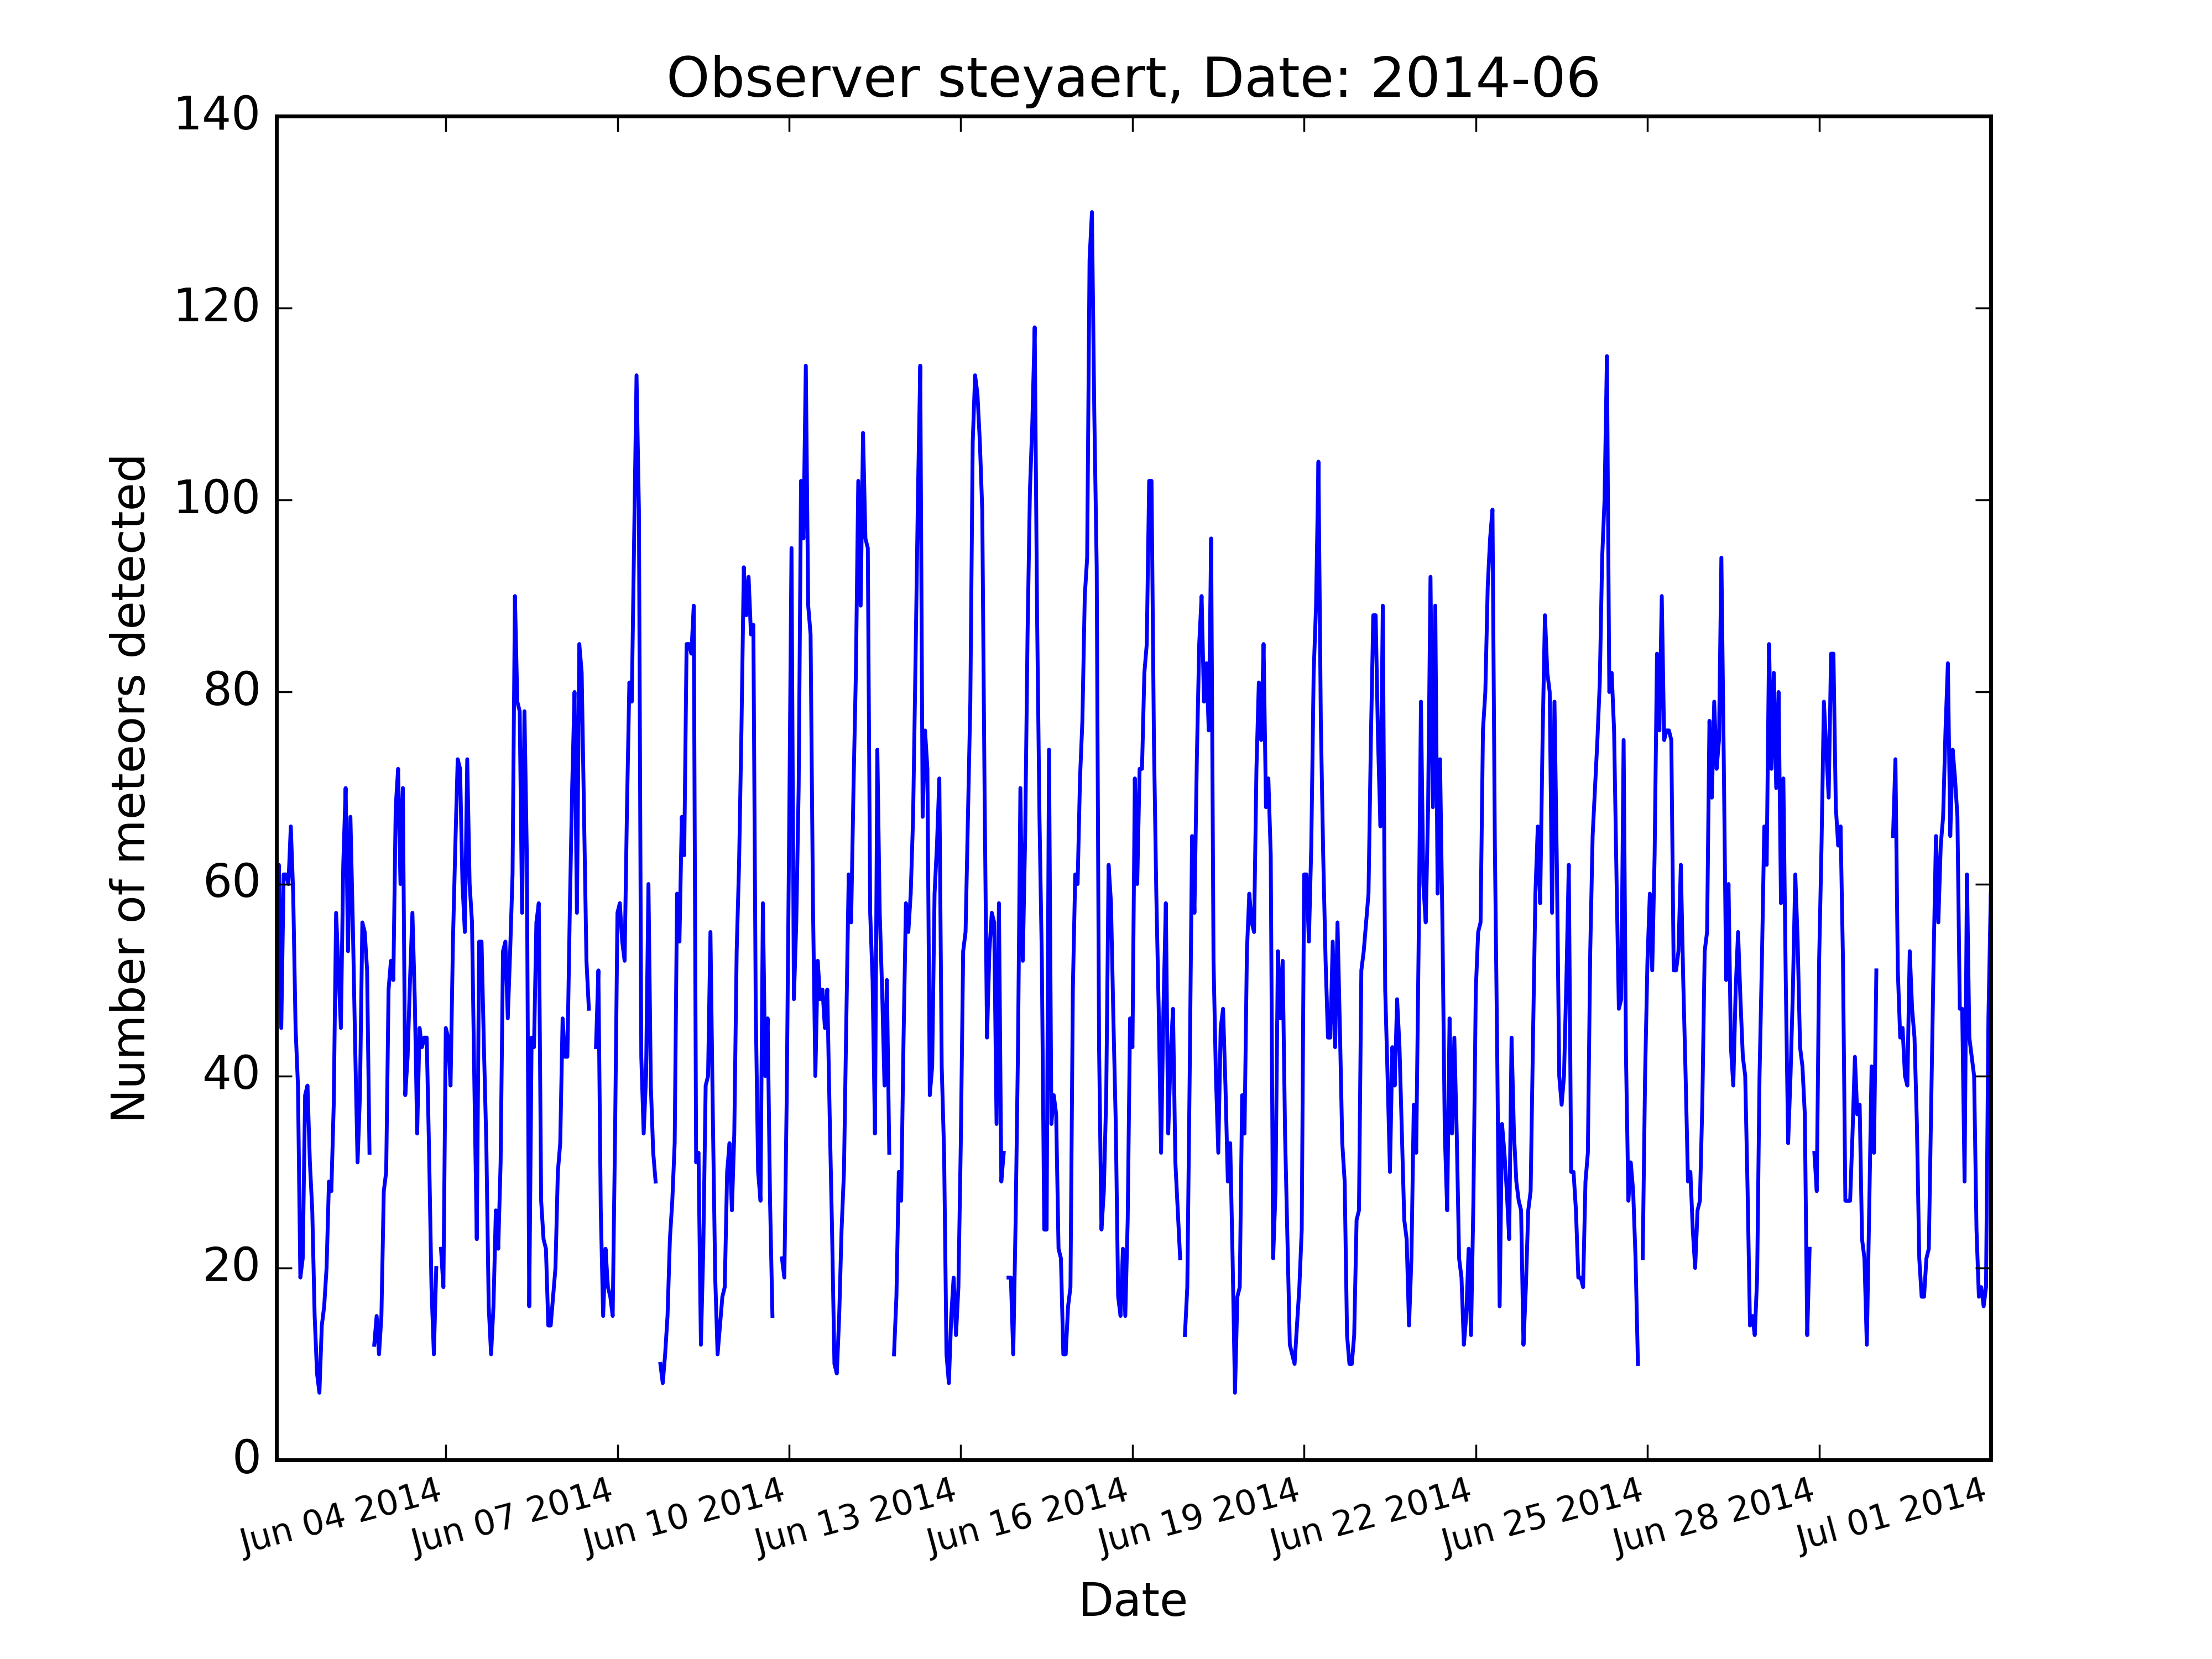 Observer steyaert, Date: 2014-06
140
120
100
80
60
40
20
0
Number of meteors detected
Jun 04 2014
Jun 07 2014
Jun 10 2014
Jun 13 2014
Jun 16 2014
Jun 19 2014
Jun 22 2014
Jun 25 2014
Jun 28 2014
Jul 01 2014
Date